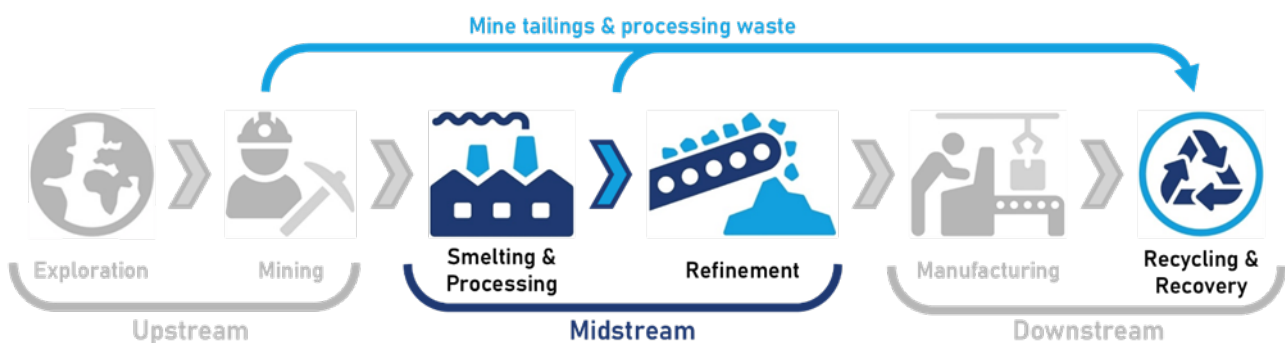 Mine tailings & processing waste
Exploration
Mining
Smelting &
Processing
Refinement
Manufacturing
Recycling &
Recovery
Upstream
Midstream
Downstream